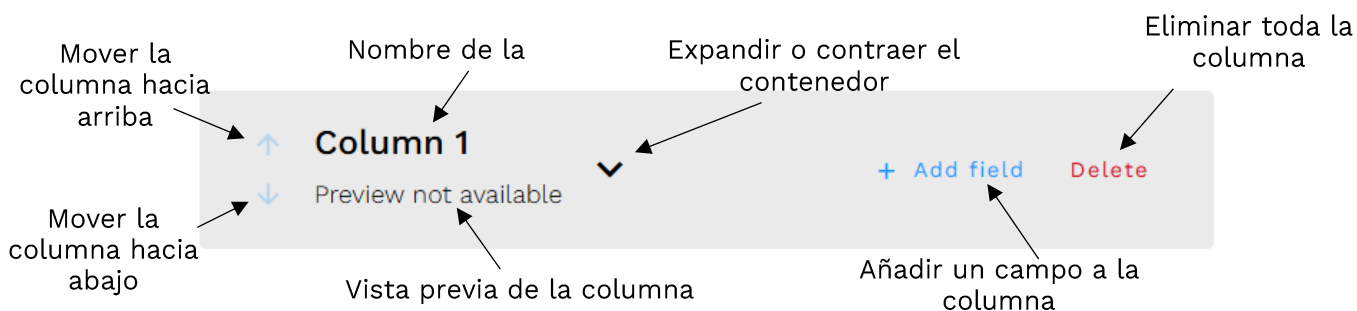 Mover la
columna hacia
arriba
Nombre de la
Expandir o contraer el
contenedor
Eliminar toda la
columna
Column 1
Preview not available
+ Add field
Delete
Mover la
columna hacia
abajo
Vista previa de la columna
Añadir un campo a la
columna